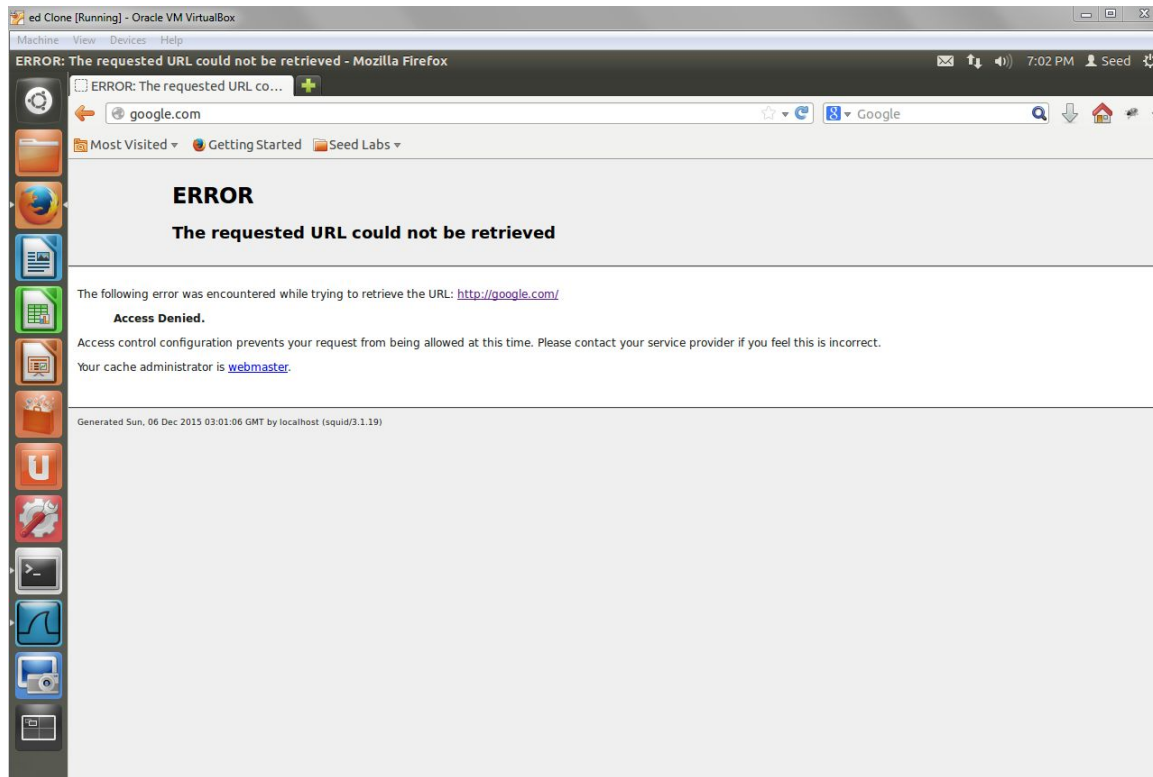 ed Clone [Running] - Oracle VM VirtualBox
Machine View Devices Help
ERROR: The requested URL could not be retrieved - Mozilla Firefox 7:02 PM Seed
ERROR: The requested URL co...
google.com Google
Most Visited Getting Started Seed Labs
ERROR
The requested URL could not be retrieved
The following error was encountered while trying to retrieve the URL: http://google.com/
Access Denied.
Access control configuration prevents your request from being allowed at this time. Please contact your service provider if you feel this is incorrect.
Your cache administrator is webmaster.
Generated Sun, 06 Dec 2015 03:01:06 GMT by localhost (squid/3.1.19)